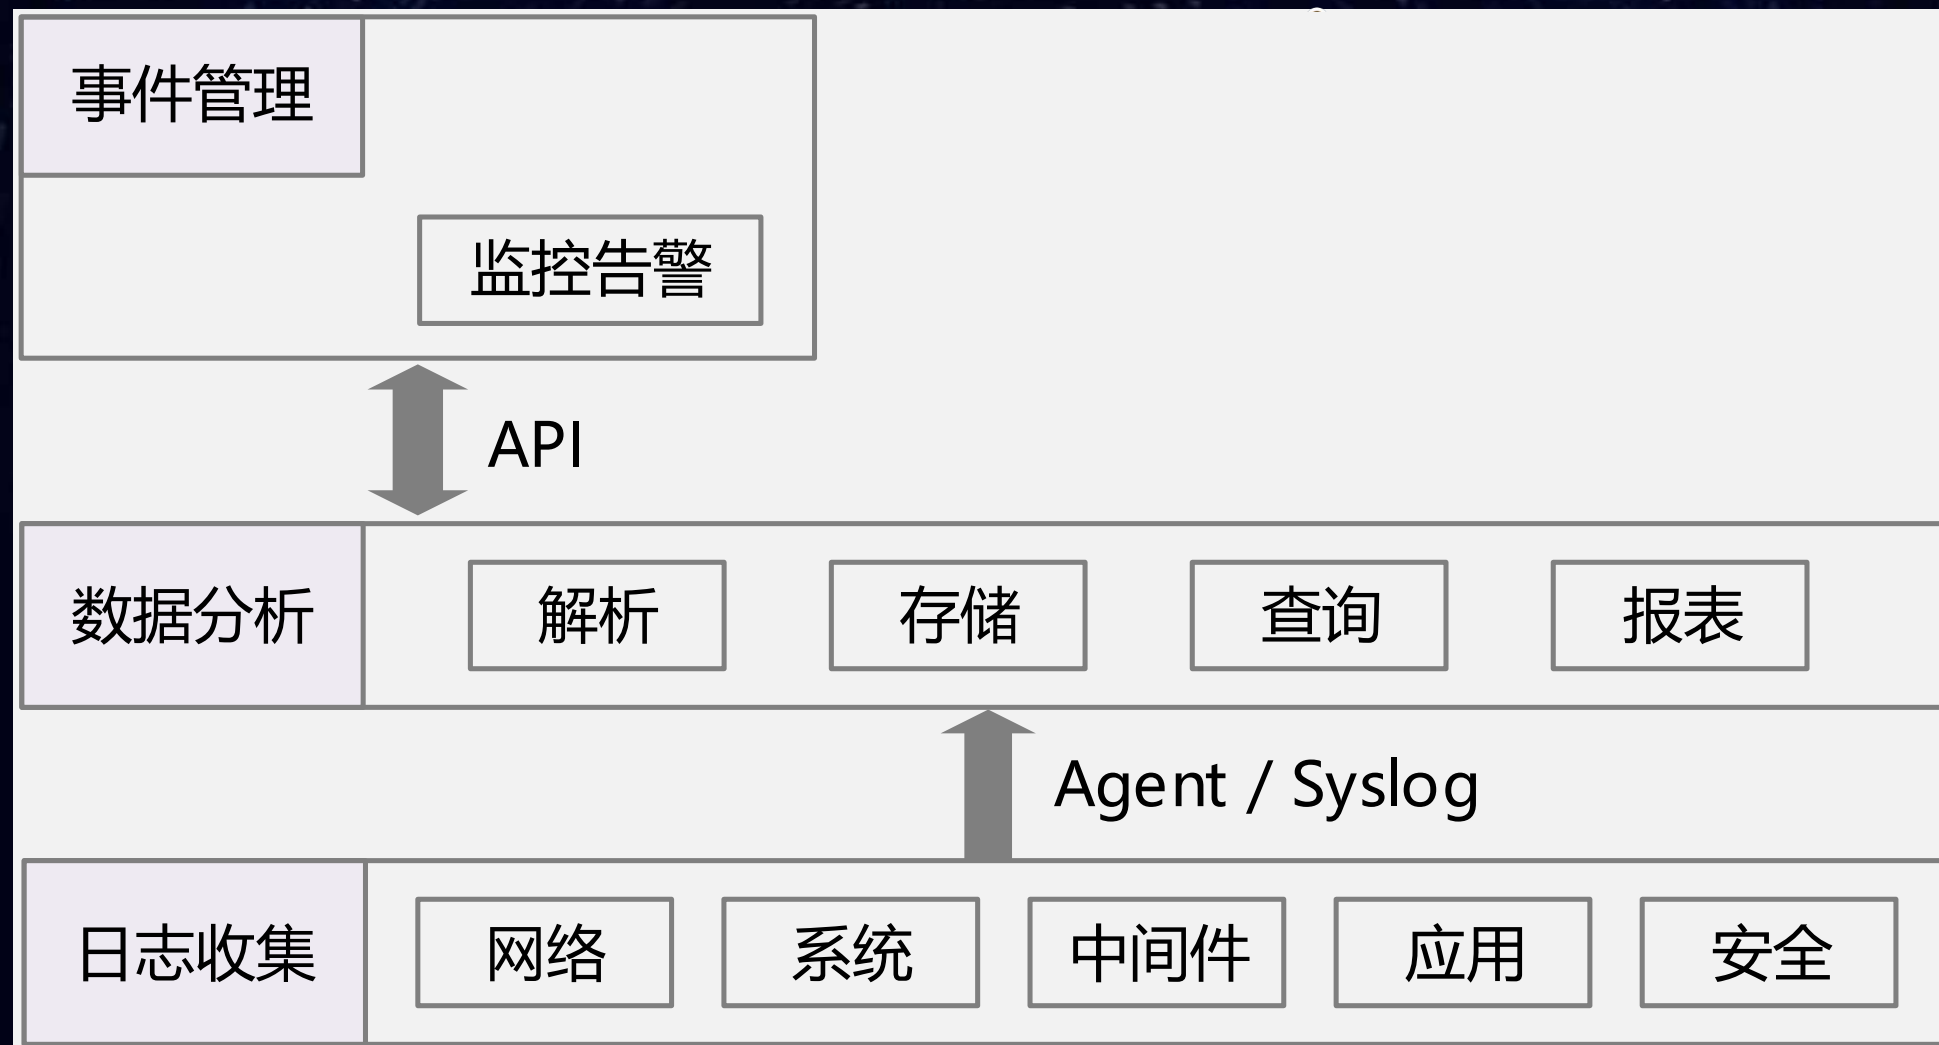 事件管理
监控告警
API
数据分析
解析
存储
查询
报表
Agent / Syslog
日志收集
网络
系统
中间件
应用
安全